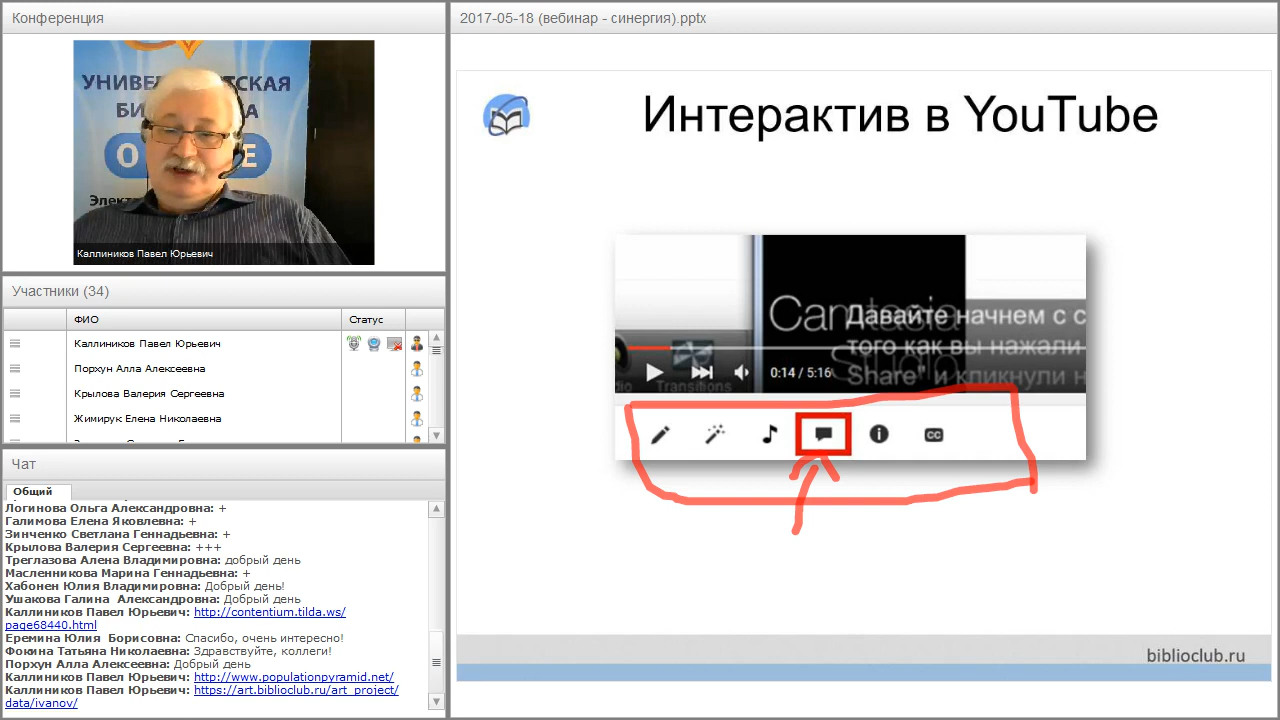 Конференция
УНИВЕ СКАЯ
БИ А
О Е
Каллиников Павел Юрьевич
Участники (34)
ФИО Статус
Каллиников Павел Юрьевич
Порхун Алла Алексеевна
Крылова Валерия Сергеевна
Жимирук Елена Николаевна
Чат
Общий
Логинова Ольга Александровна: +
Галимова Елена Яковлевна: +
Зинченко Светлана Геннадьевна: +
Крылова Валерия Сергеевна: +++
Треглазова Алена Владимировна: добрый день
Масленникова Марина Геннадьевна: +
Хабонен Юлия Владимировна: Добрый день!
Ушакова Галина Александровна: Добрый день
Каллиников Павел Юрьевич: http://contentium.tilda.ws/
page68440.html
Еремина Юлия Борисовна: Спасибо, очень интересно!
Фокина Татьяна Николаевна: Здравствуйте, коллеги!
Порхун Алла Алексеевна: Добрый день
Каллиников Павел Юрьевич: http://www.populationpyramid.net/
Каллиников Павел Юрьевич: https://art.biblioclub.ru/art_project/
data/ivanov/
2017-05-18 (вебинар - синергия).pptx
Интерактив в YouTube
Camtasia
Studio
Давайте начнем с с
того как вы нажали
Share" и кликнули н
0:14 / 5:16
Transitions
cc
biblioclub.ru